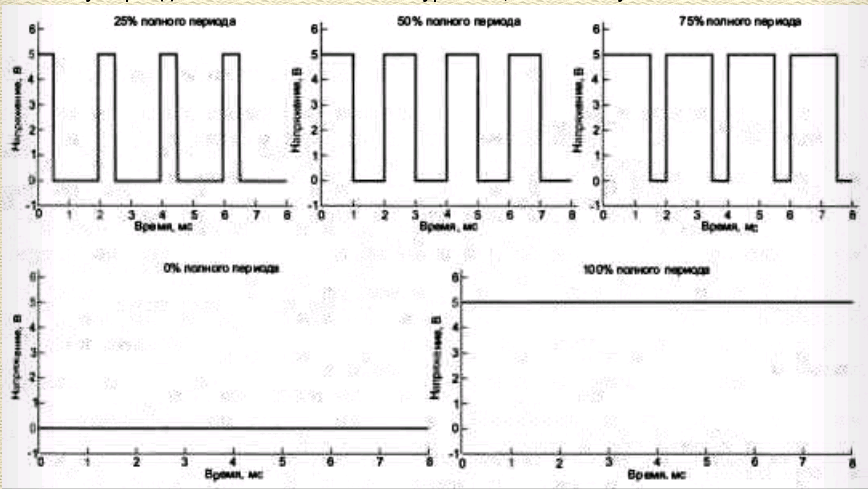 25% полного периода
50% полного периода
75% полного периода
Напряжение, В
6
5
4
3
2
1
0
-1
0 1 2 3 4 5 6 7 8
Время, мс
Напряжение, В
6
5
4
3
2
1
0
-1
0 1 2 3 4 5 6 7 8
Время, мс
Напряжение, В
6
5
4
3
2
1
0
-1
0 1 2 3 4 5 6 7 8
Время, мс
0% полного периода
100% полного периода
Напряжение, В
6
5
4
3
2
1
0
-1
0 1 2 3 4 5 6 7 8
Время, мс
Напряжение, В
6
5
4
3
2
1
0
-1
0 1 2 3 4 5 6 7 8
Время, мс